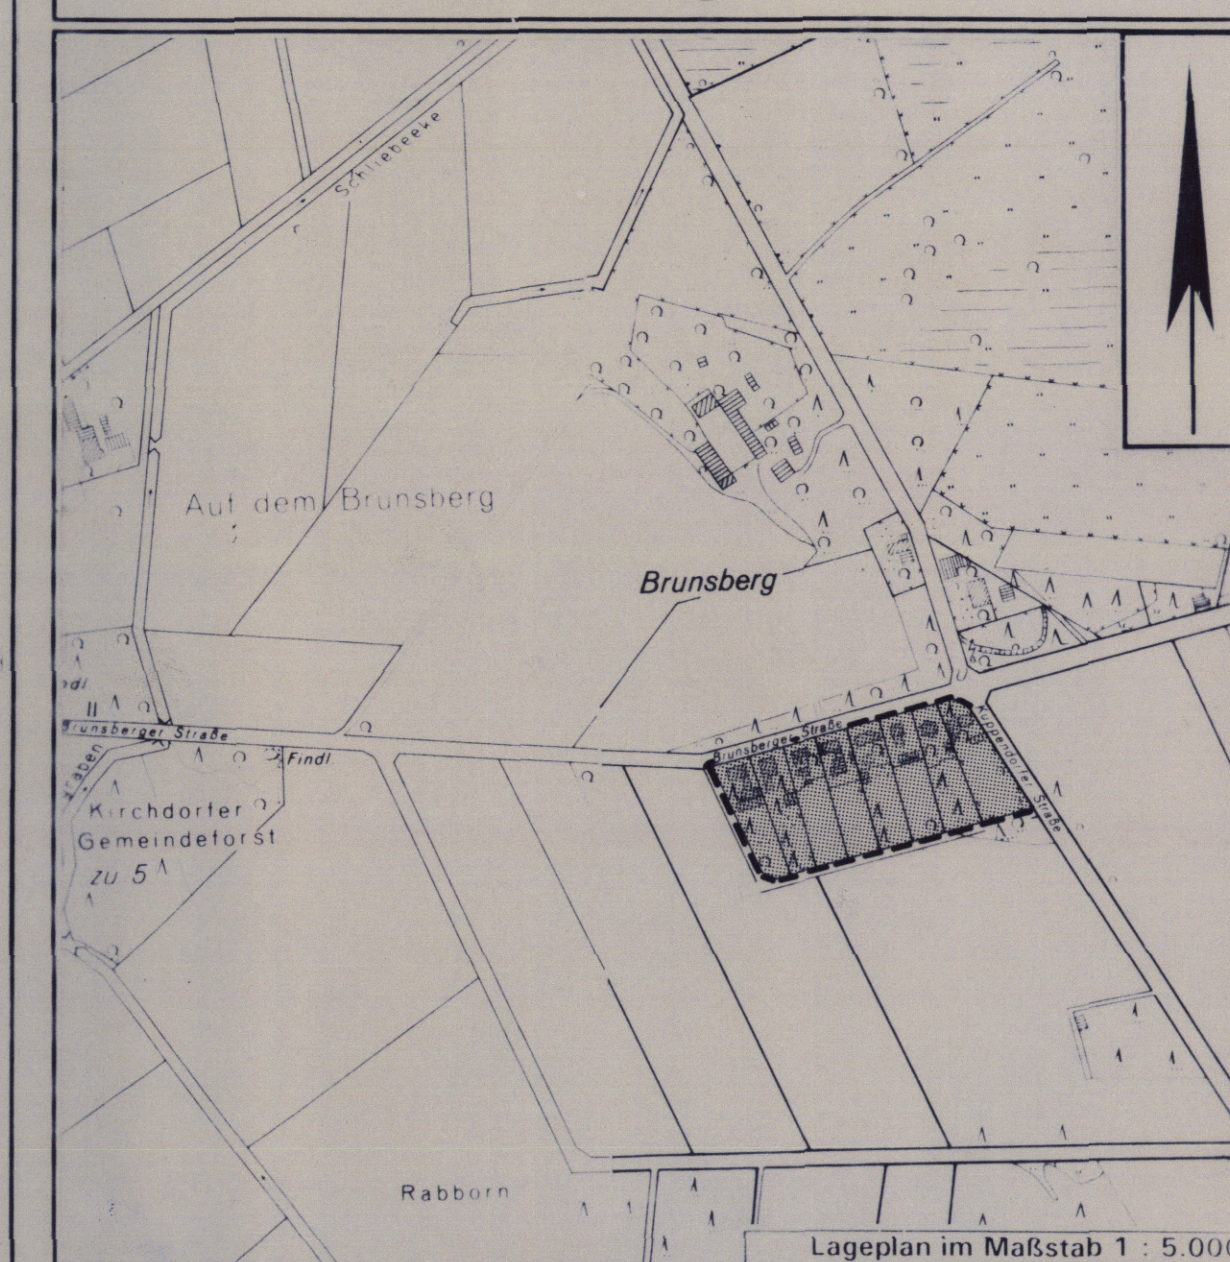 Schliebeeke
Auf dem Brunsberg
Brunsberg
Brunsberger Straße
Brunsberger Straße
Kuppendorfer Straße
Findl.
Kirchdorfer
Gemeindeforst
zu 5
Rabborn
Lageplan im Maßstab 1 : 5.000